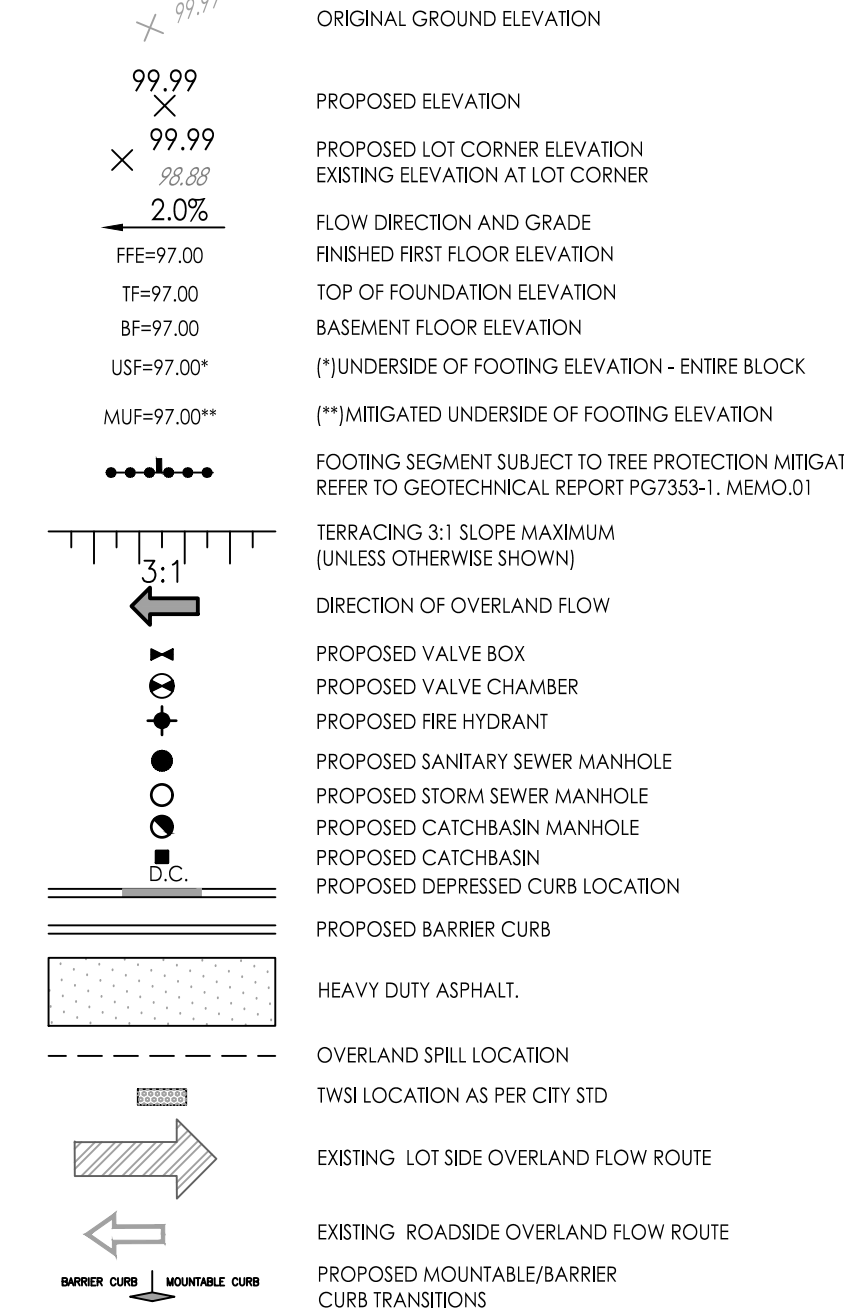 99.97 ORIGINAL GROUND ELEVATION
99.99
PROPOSED ELEVATION
99.99 PROPOSED LOT CORNER ELEVATION
98.88 EXISTING ELEVATION AT LOT CORNER
2.0% FLOW DIRECTION AND GRADE
FFE=97.00 FINISHED FIRST FLOOR ELEVATION
TF=97.00 TOP OF FOUNDATION ELEVATION
BF=97.00 BASEMENT FLOOR ELEVATION
USF=97.00* (*)UNDERSIDE OF FOOTING ELEVATION - ENTIRE BLOCK
MUF=97.00** (**)MITIGATED UNDERSIDE OF FOOTING ELEVATION
FOOTING SEGMENT SUBJECT TO TREE PROTECTION MITIGAT
REFER TO GEOTECHNICAL REPORT PG7353-1. MEMO.01
TERRACING 3:1 SLOPE MAXIMUM
(UNLESS OTHERWISE SHOWN)
3:1
DIRECTION OF OVERLAND FLOW
PROPOSED VALVE BOX
PROPOSED VALVE CHAMBER
PROPOSED FIRE HYDRANT
PROPOSED SANITARY SEWER MANHOLE
PROPOSED STORM SEWER MANHOLE
PROPOSED CATCHBASIN MANHOLE
PROPOSED CATCHBASIN
D.C.
PROPOSED DEPRESSED CURB LOCATION
PROPOSED BARRIER CURB
HEAVY DUTY ASPHALT.
OVERLAND SPILL LOCATION
TWSI LOCATION AS PER CITY STD
EXISTING LOT SIDE OVERLAND FLOW ROUTE
EXISTING ROADSIDE OVERLAND FLOW ROUTE
BARRIER CURB MOUNTABLE CURB PROPOSED MOUNTABLE/BARRIER
CURB TRANSITIONS